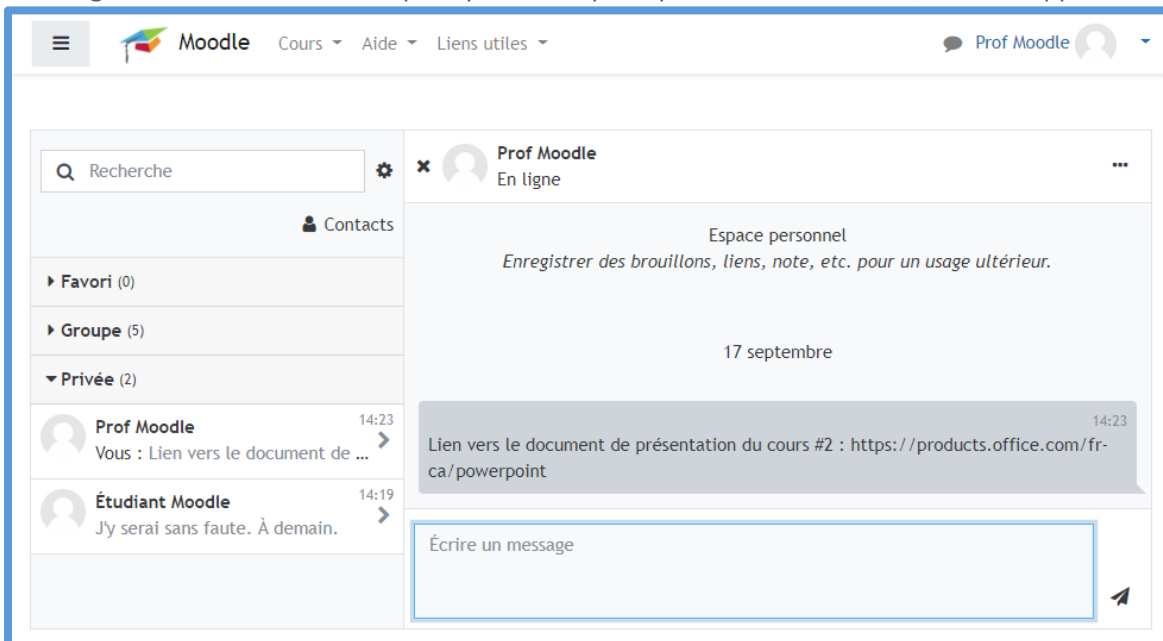 Moodle Cours Aide Liens utiles Prof Moodle
Recherche
Contacts
Favori (0)
Groupe (5)
Privée (2)
Prof Moodle 14:23
Vous : Lien vers le document de ...
Étudiant Moodle 14:19
J'y serai sans faute. À demain.
Prof Moodle
En ligne
Espace personnel
Enregistrer des brouillons, liens, note, etc. pour un usage ultérieur.
17 septembre
14:23
Lien vers le document de présentation du cours #2 : https://products.office.com/fr-
ca/powerpoint
Écrire un message